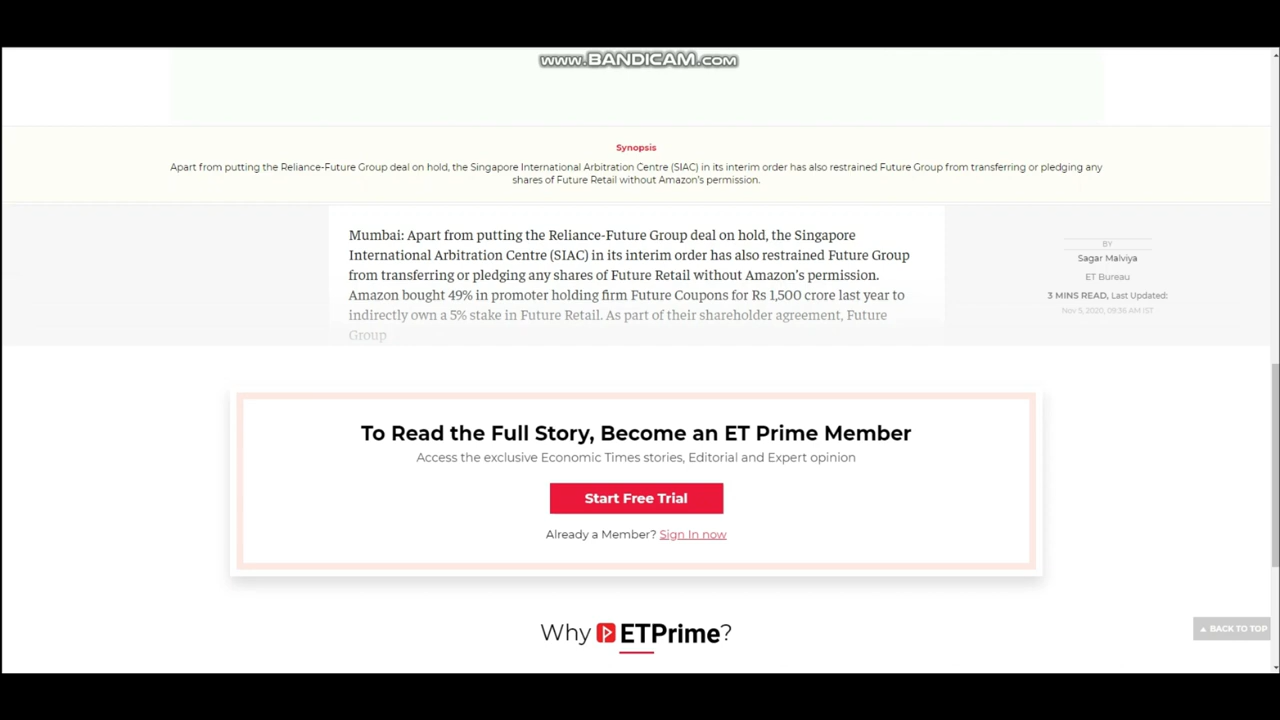 www.BANDICAM.com
Synopsis
Apart from putting the Reliance-Future Group deal on hold, the Singapore International Arbitration Centre (SIAC) in its interim order has also restrained Future Group from transferring or pledging any
shares of Future Retail without Amazon's permission.
Mumbai: Apart from putting the Reliance-Future Group deal on hold, the Singapore
International Arbitration Centre (SIAC) in its interim order has also restrained Future Group
from transferring or pledging any shares of Future Retail without Amazon's permission.
Amazon bought 49% in promoter holding firm Future Coupons for Rs 1,500 crore last year to
indirectly own a 5% stake in Future Retail. As part of their shareholder agreement, Future
Group
BY
Sagar Malviya
ET Bureau
3 MINS READ, Last Updated:
Nov 5, 2020, 09:36 AM IST
To Read the Full Story, Become an ET Prime Member
Access the exclusive Economic Times stories, Editorial and Expert opinion
Start Free Trial
Already a Member? Sign In now
Why ETPrime?
BACK TO TOP